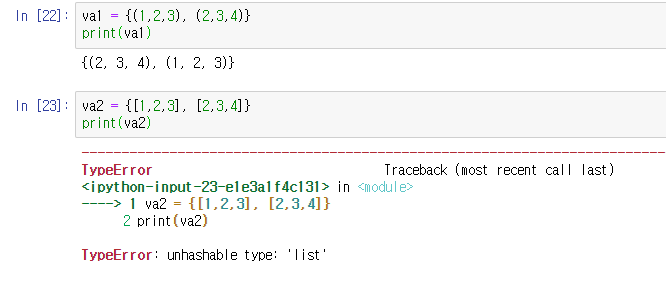 In [22]: va1 = {(1,2,3), (2,3,4)}
print(va1)
{(2, 3, 4), (1, 2, 3)}
In [23]: va2 = {[1,2,3], [2,3,4]}
print(va2)
---------------------------------------------------------------------------
TypeError                                 Traceback (most recent call last)
<ipython-input-23-e1e3a1f4c131> in <module>
----> 1 va2 = {[1,2,3], [2,3,4]}
      2 print(va2)
TypeError: unhashable type: 'list'